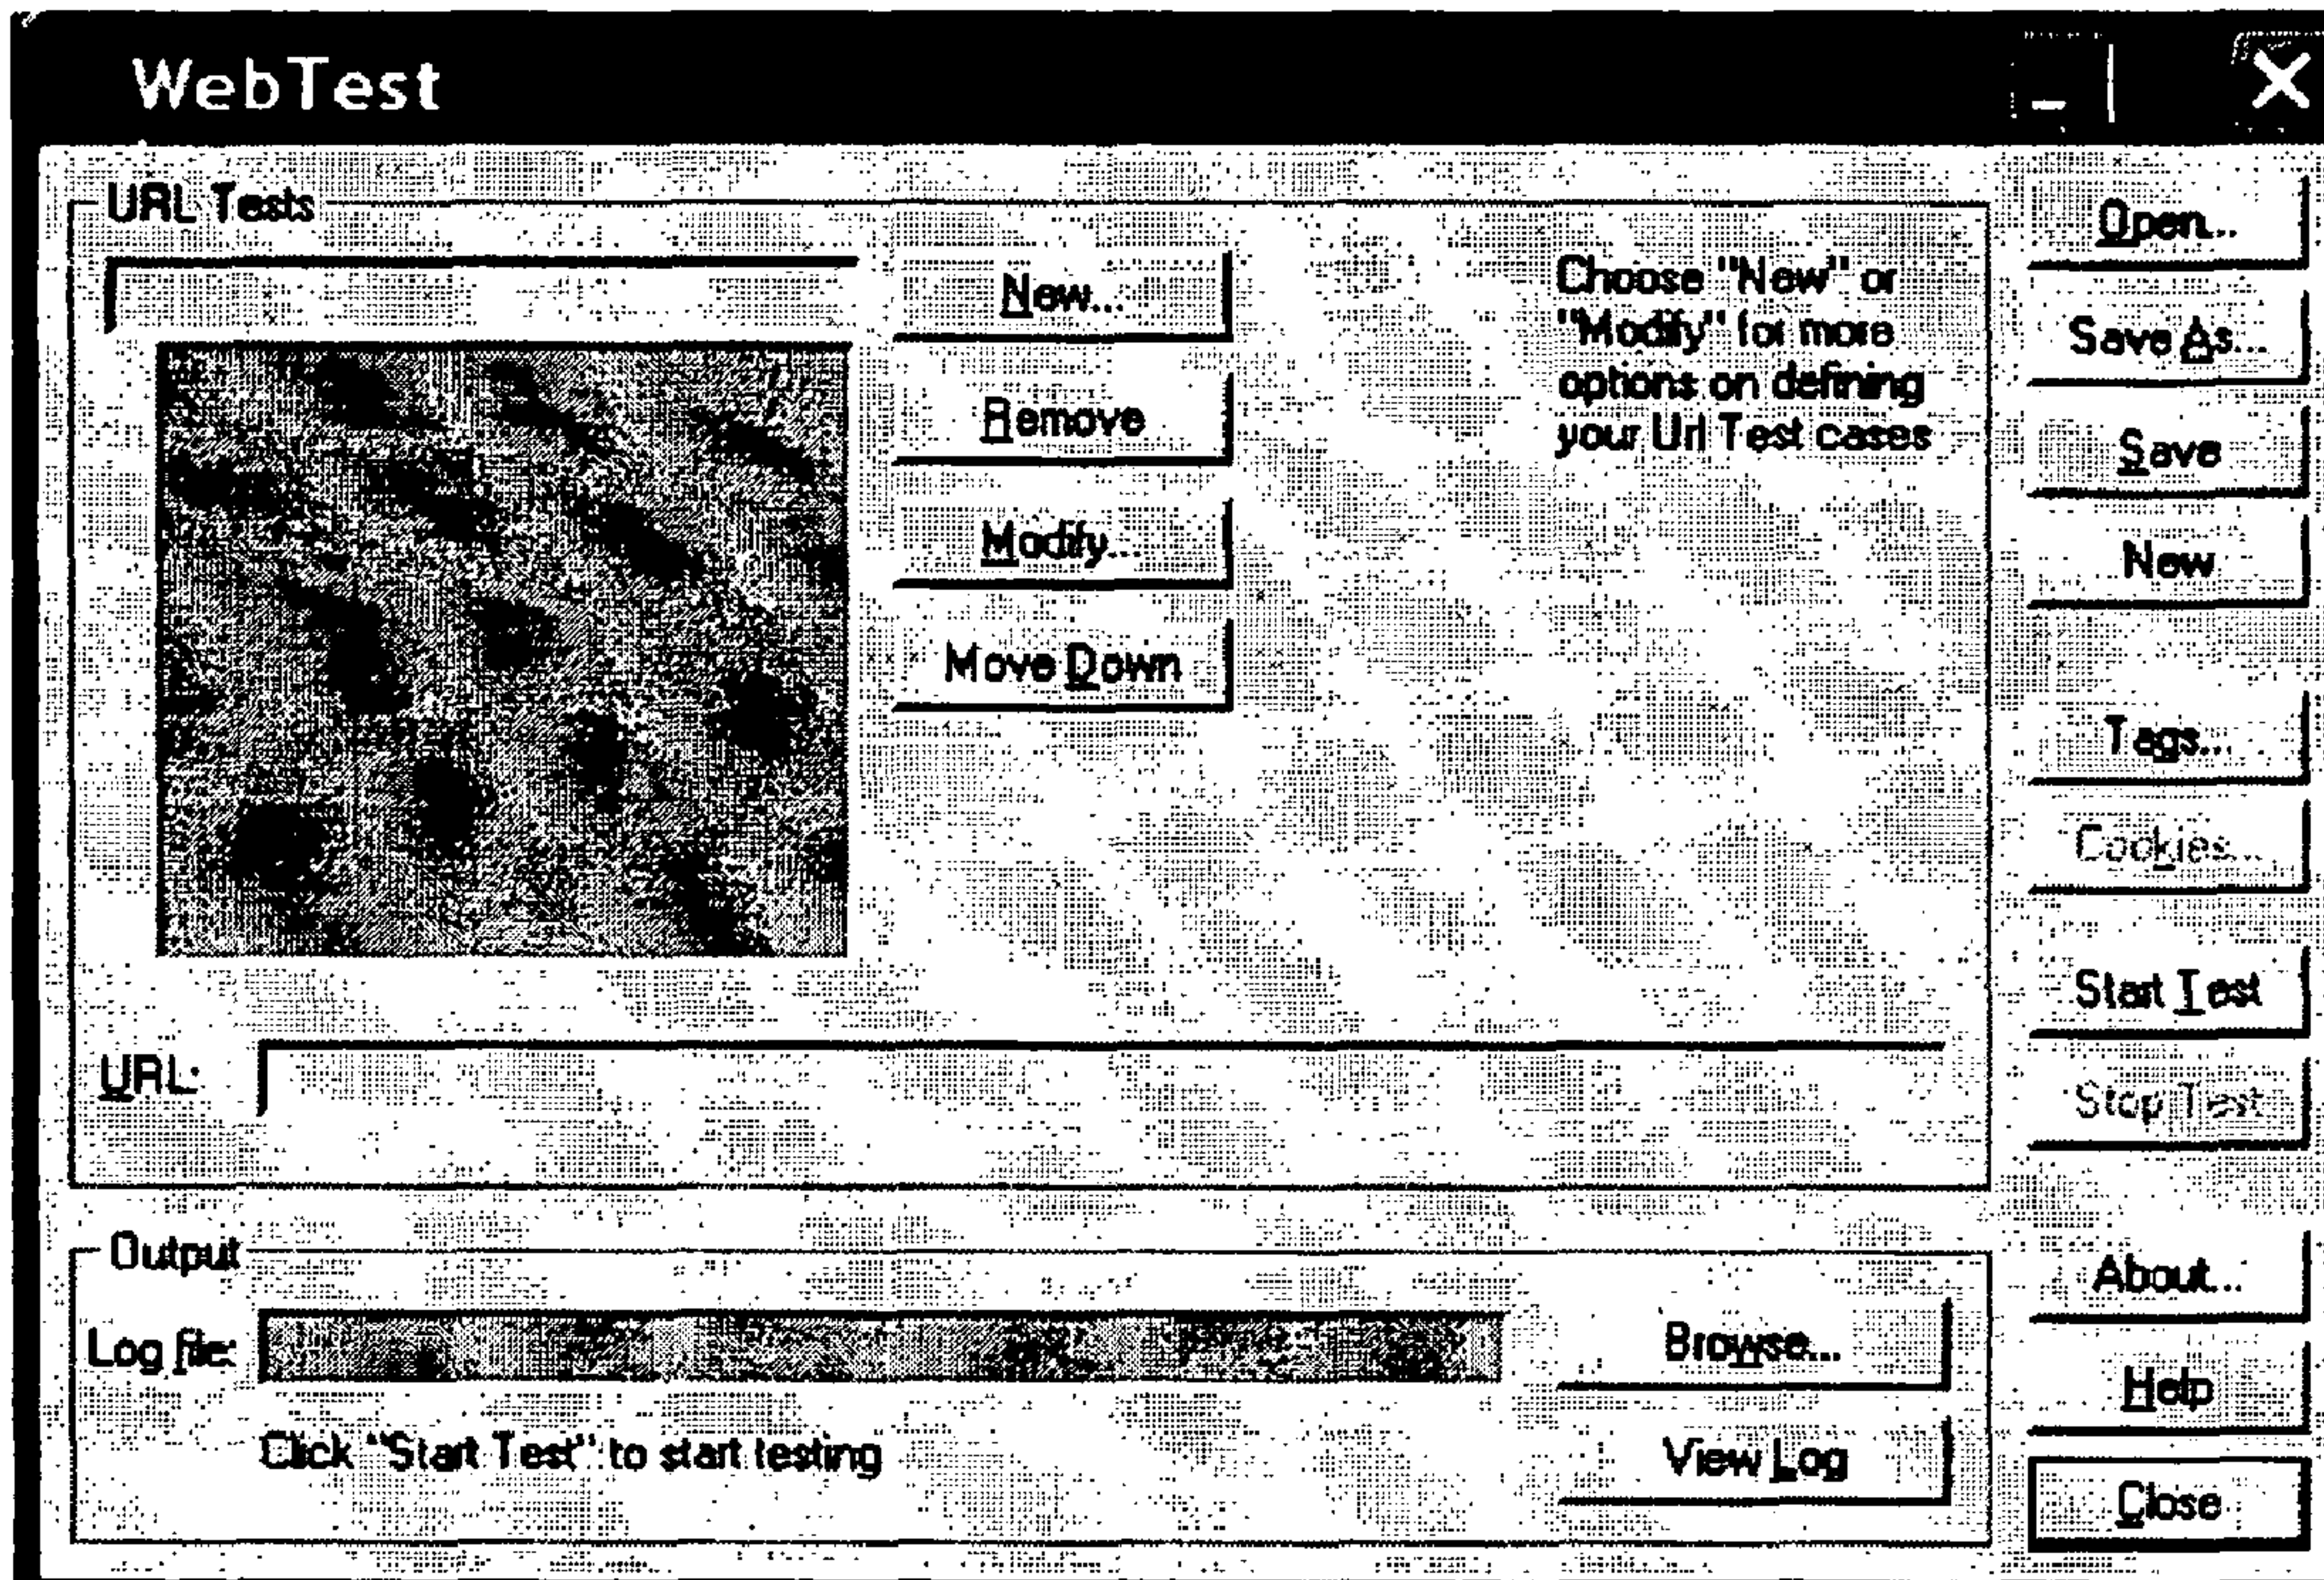 WebTest
URL Tests
New...
Remove
Modify...
Move Down
Choose "New" or
"Modify" for more
options on defining
your Url Test cases
URL:
Output
Log file:
Browse...
Click "Start Test" to start testing
View Log
Open...
Save As...
Save
New
Tags...
Cookies...
Start Test
Stop Test
About...
Help
Close